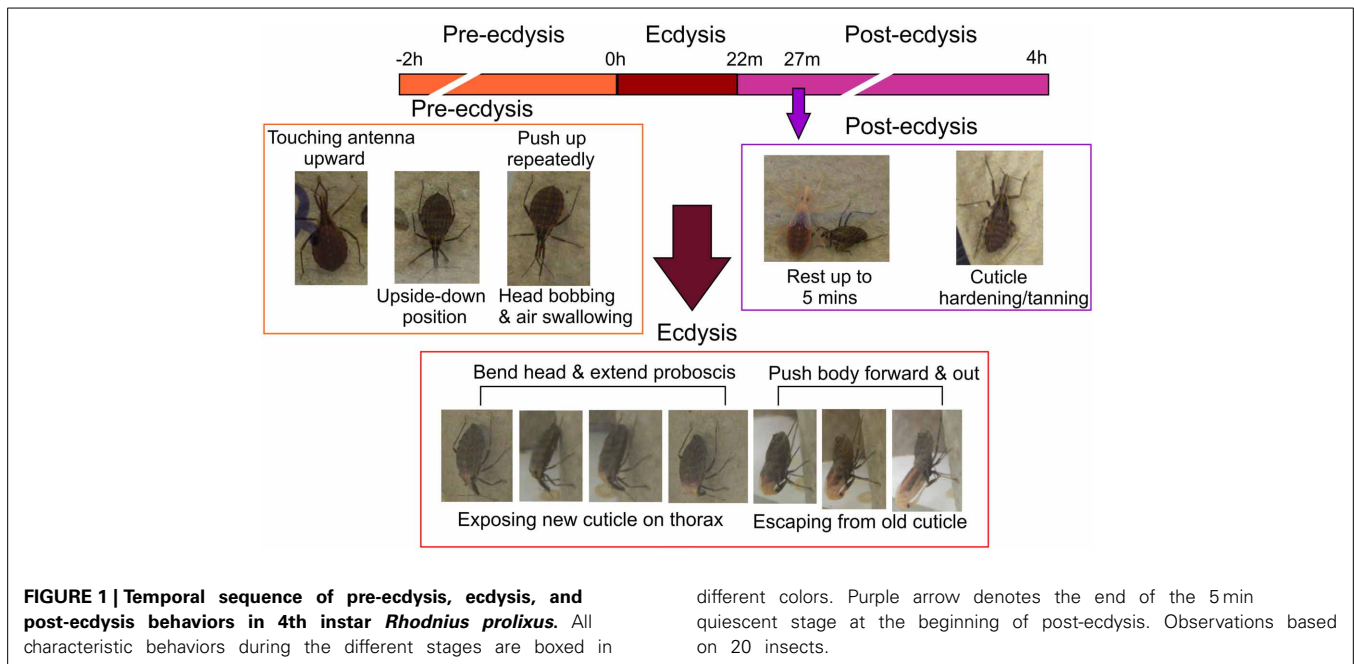 Pre-ecdysis Ecdysis Post-ecdysis
-2h 0h 22m 27m 4h
Pre-ecdysis
Touching antenna
upward
Push up
repeatedly
Upside-down
position
Head bobbing
& air swallowing
Post-ecdysis
Rest up to
5 mins
Cuticle
hardening/tanning
Ecdysis
Bend head & extend proboscis
Push body forward & out
Exposing new cuticle on thorax
Escaping from old cuticle
FIGURE 1 | Temporal sequence of pre-ecdysis, ecdysis, and
post-ecdysis behaviors in 4th instar Rhodnius prolixus. All
characteristic behaviors during the different stages are boxed in
different colors. Purple arrow denotes the end of the 5 min
quiescent stage at the beginning of post-ecdysis. Observations based
on 20 insects.